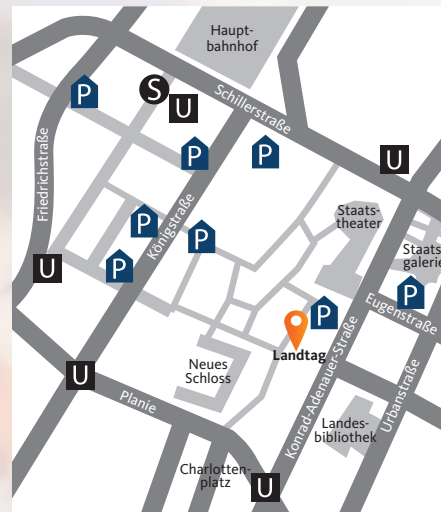 Haupt-
bahnhof
S
U
P
Schillerstraße
P
P
U
Friedrichstraße
Königstraße
Staats-
theater
P
P
P
U
Staats
galerie
P
Eugenstraße
P
Landtag
Neues
Schloss
Konrad-Adenauer-Straße
Urbanstraße
U
Planie
Landes-
bibliothek
Charlotten-
platz
U